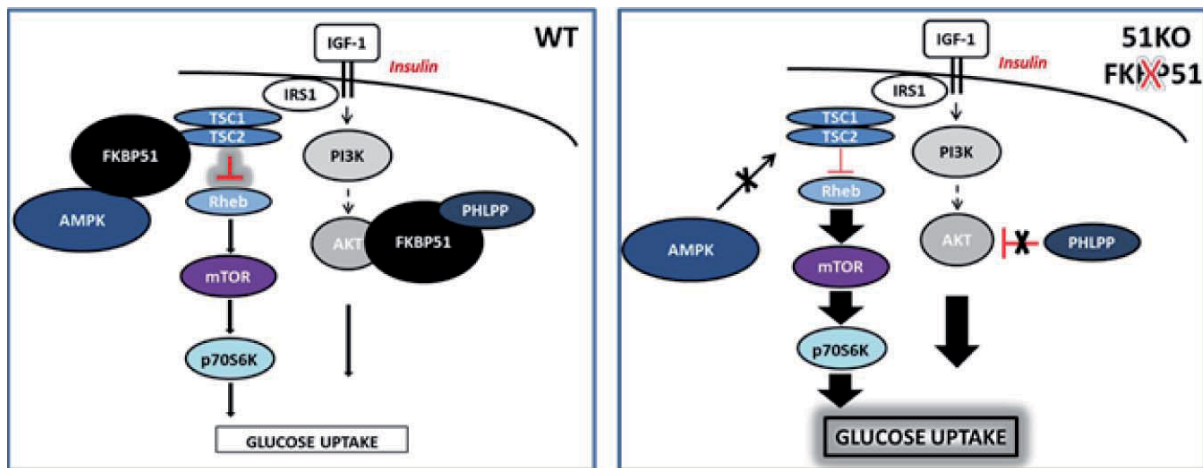 WT
IGF-1
Insulin
IRS1
TSC1
TSC2
FKBP51
PI3K
Rheb
AMPK
PHLPP
AKT
FKBP51
mTOR
p70S6K
GLUCOSE UPTAKE
51KO
FKBP51
IGF-1
Insulin
IRS1
TSC1
TSC2
PI3K
Rheb
AMPK
AKT
PHLPP
mTOR
p70S6K
GLUCOSE UPTAKE